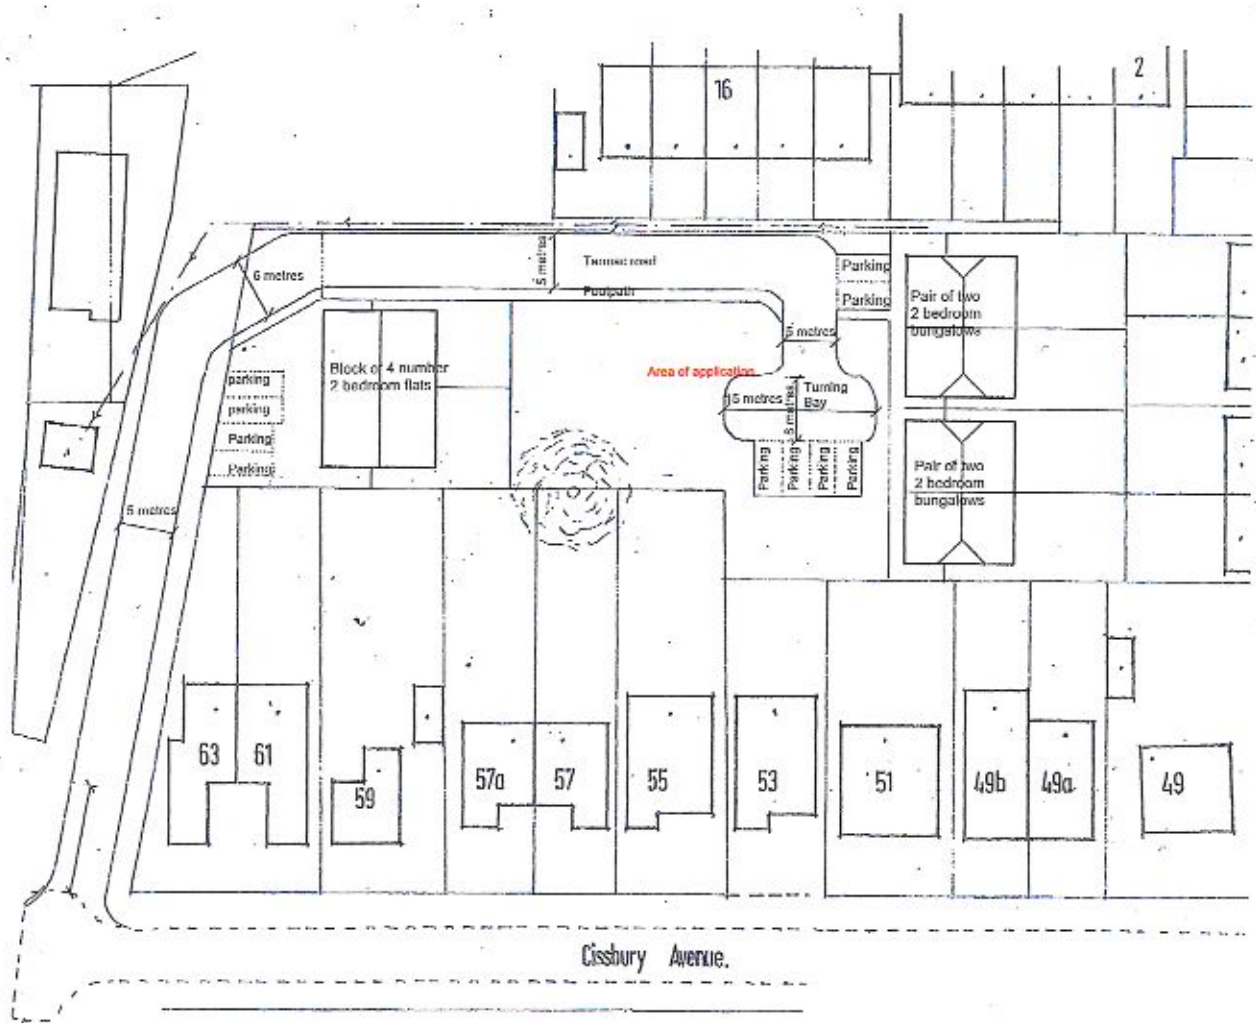 2
16
6 metres
5 metres
Tarmac road
Footpath
Parking
Parking
Pair of two
2 bedroom
bungalows
5 metres
Block of 4 number
2 bedroom flats
Area of application
parking
parking
Parking
Parking
5 metres
5 metres
Turning
Bay
Parking
Parking
Parking
Parking
Pair of two
2 bedroom
bungalows
5 metres
63
61
59
57a
57
55
53
51
49b
49a
49
Cissbury Avenue.